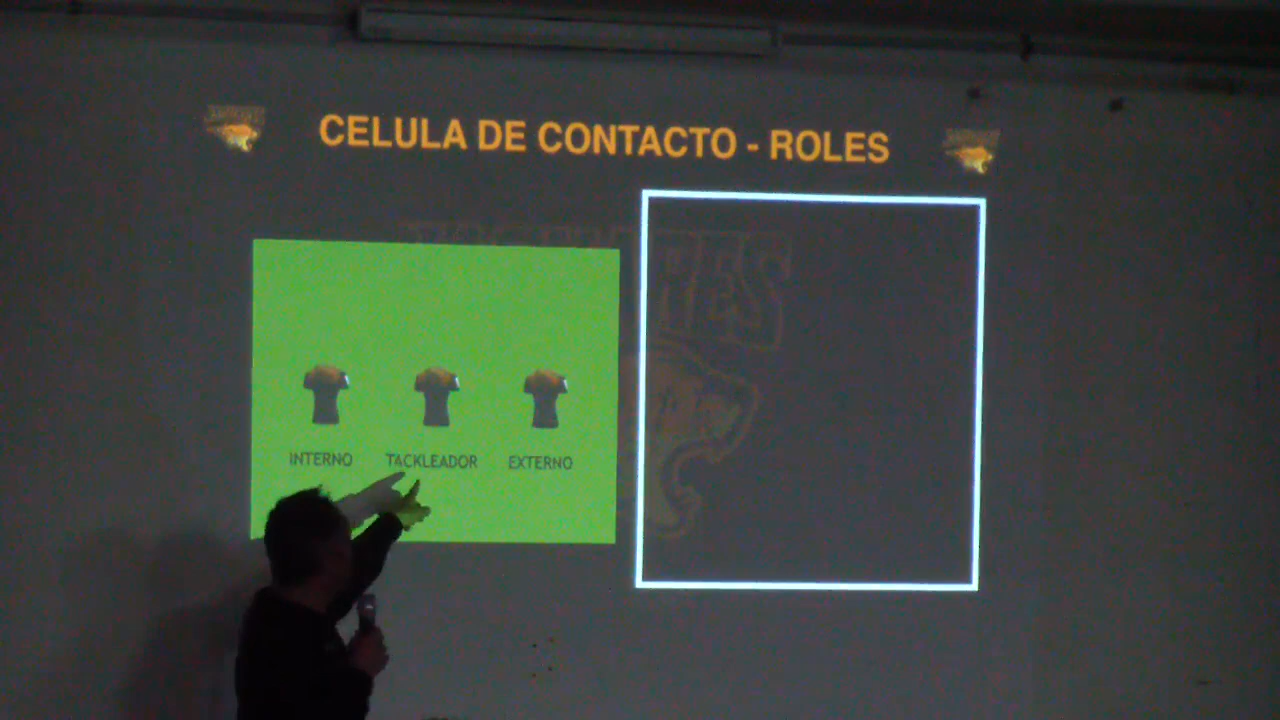 CELULA DE CONTACTO - ROLES
INTERNO
TACKLEADOR
EXTERNO